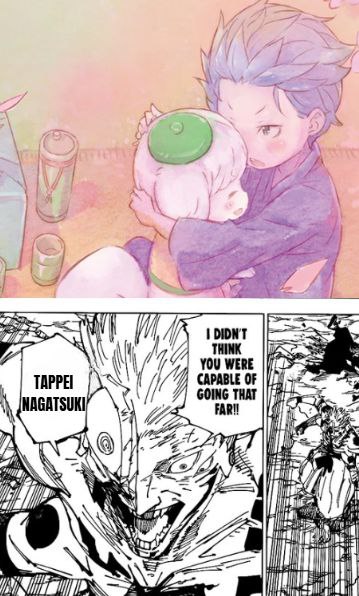 TAPPEI
NAGATSUKI
I DIDN'T
THINK
YOU WERE
CAPABLE OF
GOING THAT
FAR!!